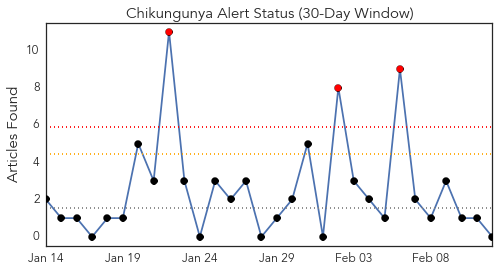 Chikungunya Alert Status (30-Day Window)
Articles Found
10
8
6
4
2
0
Jan 14
Jan 19
Jan 24
Jan 29
Feb 03
Feb 08